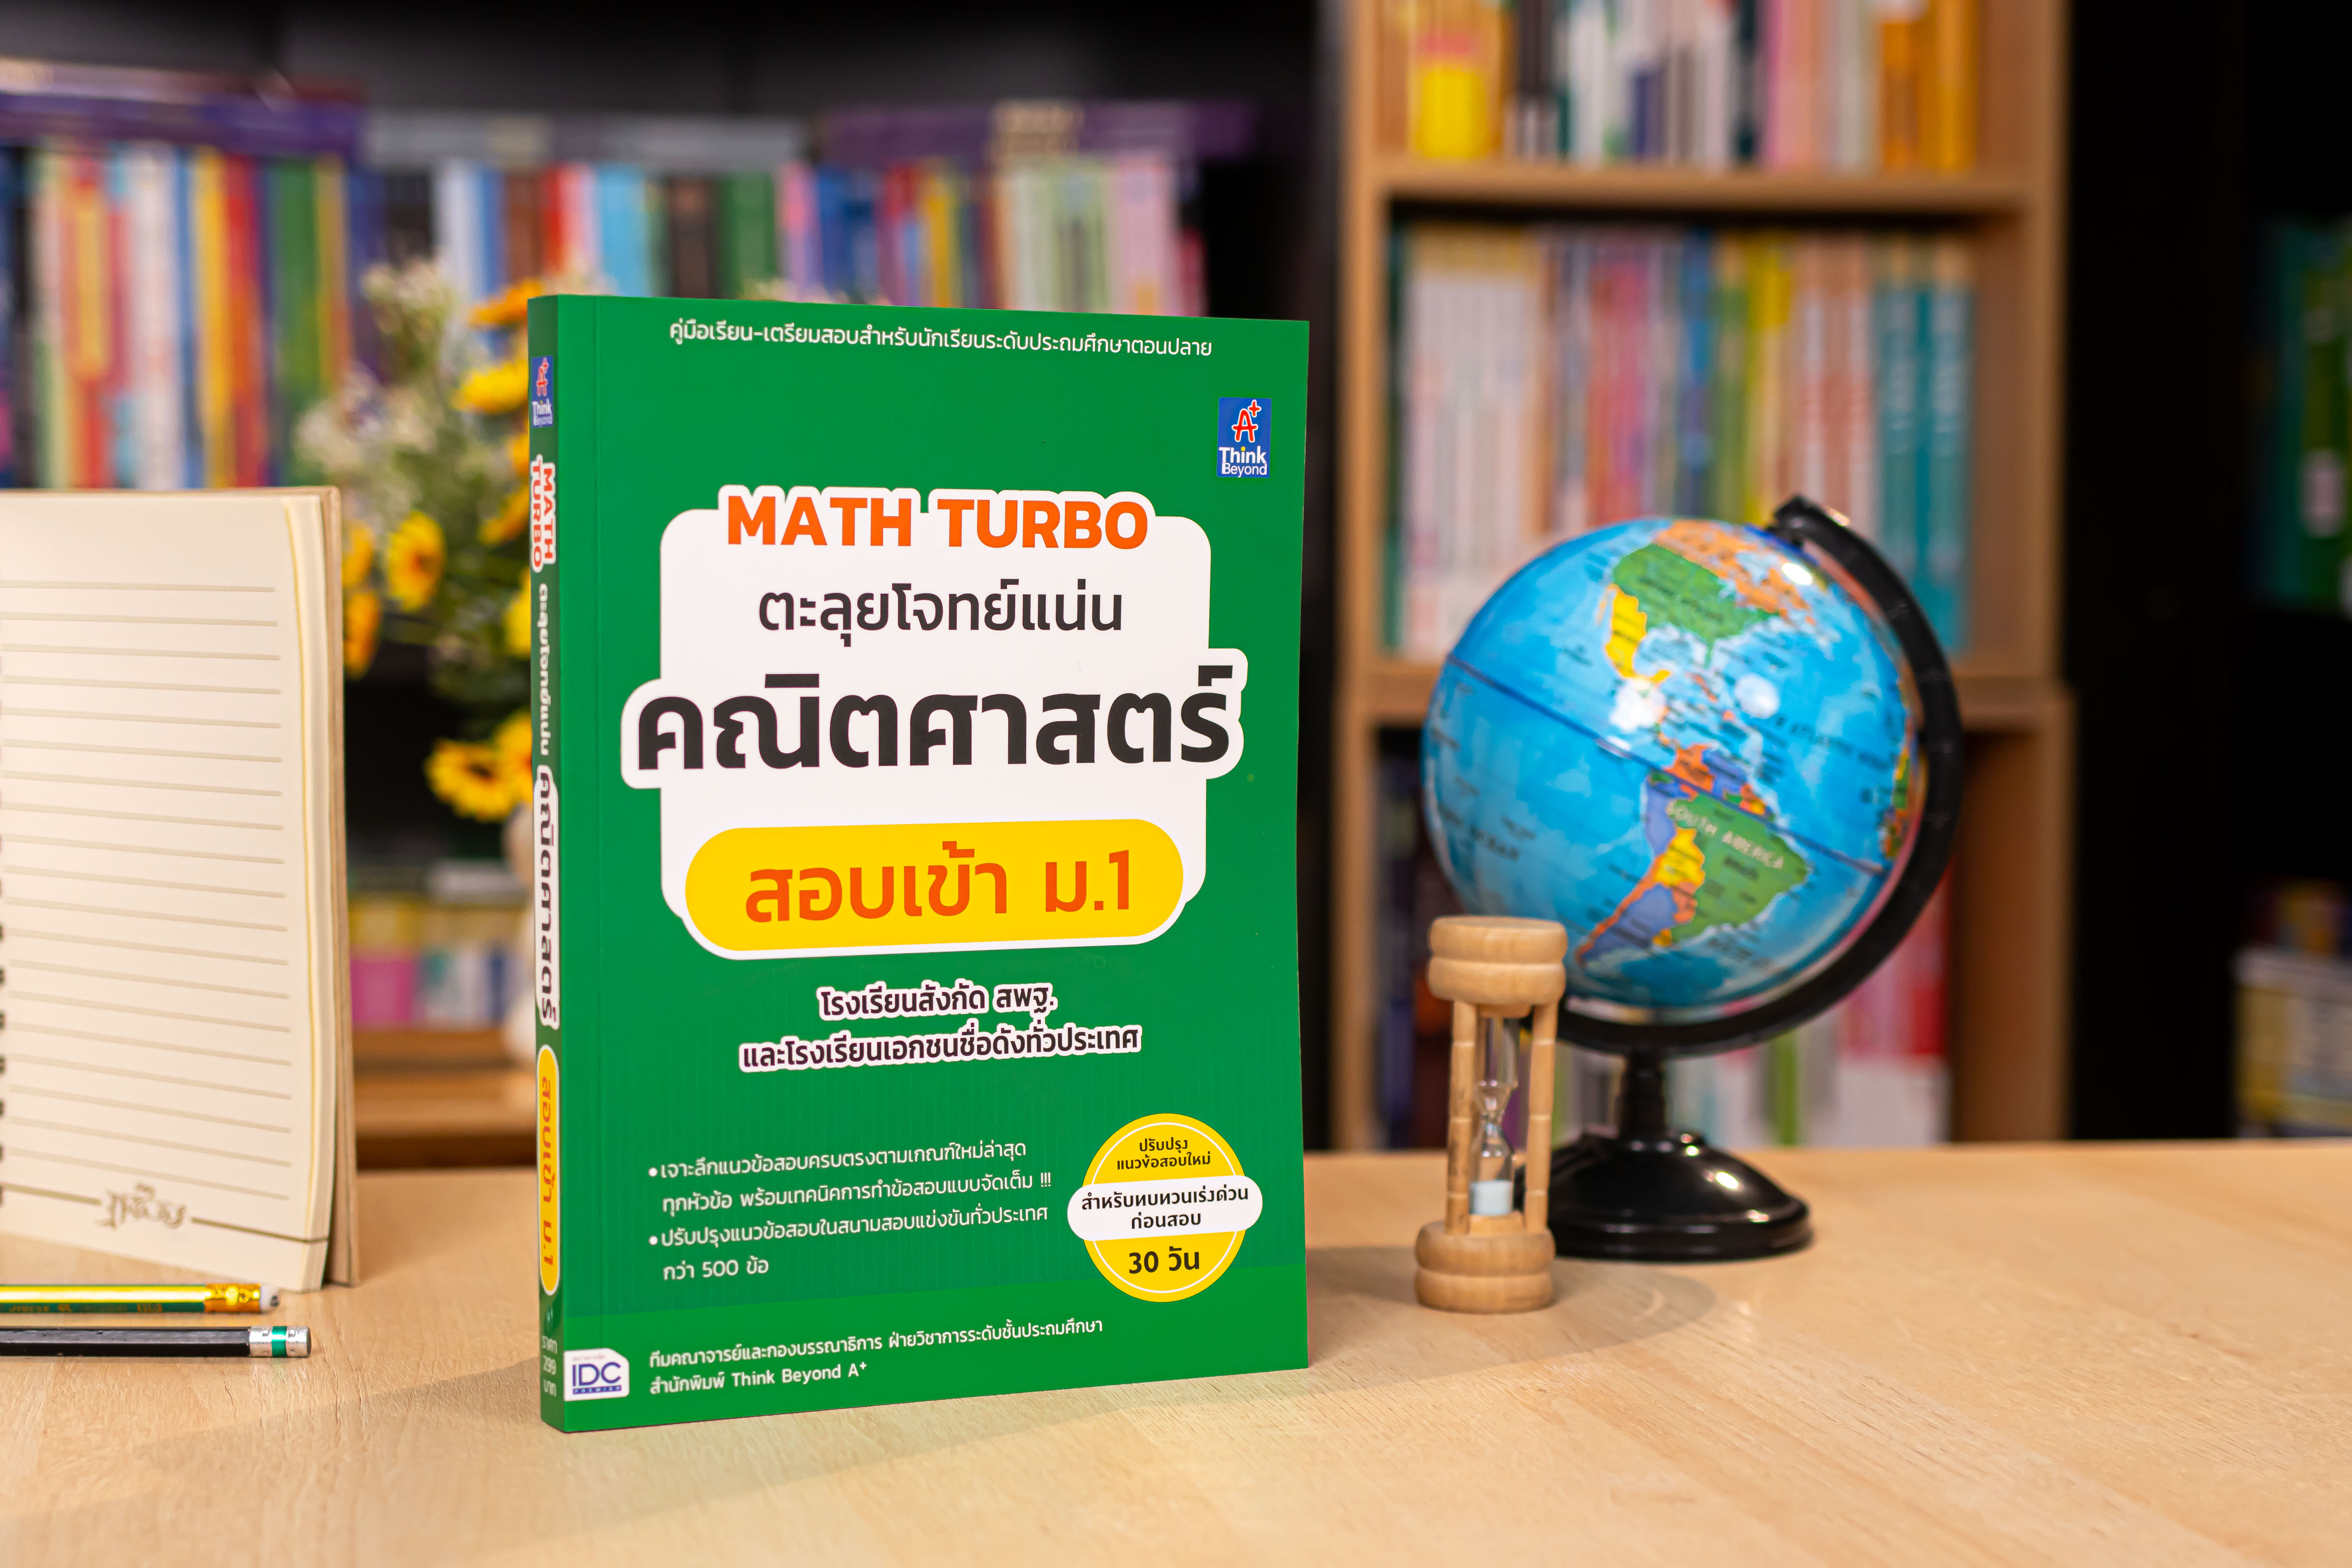 คู่มือเรียน-เตรียมสอบสำหรับนักเรียนระดับประถมศึกษาตอนปลาย
A+
Think
Beyond
MATH TURBO
ตะลุยโจทย์แน่น
คณิตศาสตร์
สอบเข้า ม.1
โรงเรียนสังกัด สพฐ.
และโรงเรียนเอกชนชื่อดังทั่วประเทศ
•เจาะลึกแนวข้อสอบครบตรงตามเกณฑ์ใหม่ล่าสุด
ทุกหัวข้อ พร้อมเทคนิคการทำข้อสอบแบบจัดเต็ม !!!
•ปรับปรุงแนวข้อสอบในสนามสอบแข่งขันทั่วประเทศ
กว่า 500 ข้อ
ปรับปรุง
แนวข้อสอบใหม่
สำหรับทบทวนเร่งด่วน
ก่อนสอบ
30 วัน
ทีมคณาจารย์และกองบรรณาธิการ ฝ่ายวิชาการระดับชั้นประถมศึกษา
สำนักพิมพ์ Think Beyond A+
IDC
PREMIER
A+
Think
Beyond
MATH
TURBO
ตะลุยโจทย์แน่น
คณิตศาสตร์
สอบเข้า ม.1
A+
ราคา
299
บาท
SOUTH AMERICA